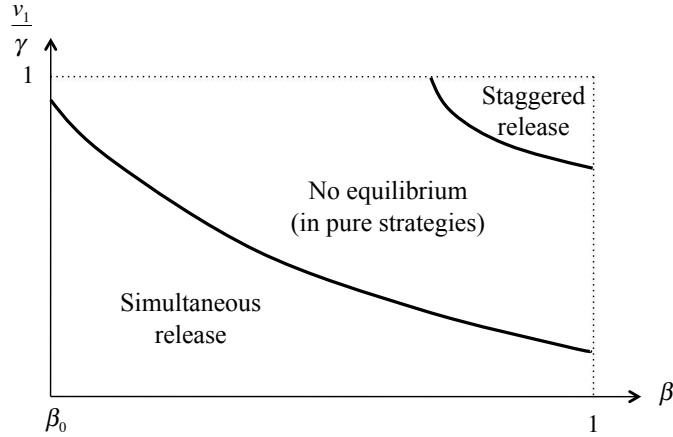 v₁
γ
1
Staggered
release
No equilibrium
(in pure strategies)
Simultaneous
release
β
β₀
1